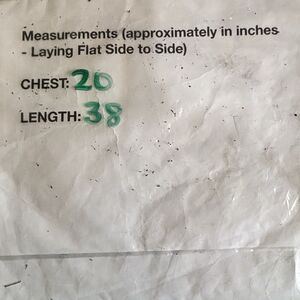 Measurements (approximately in inches
- Laying Flat Side to Side)
CHEST: 20
LENGTH: 38